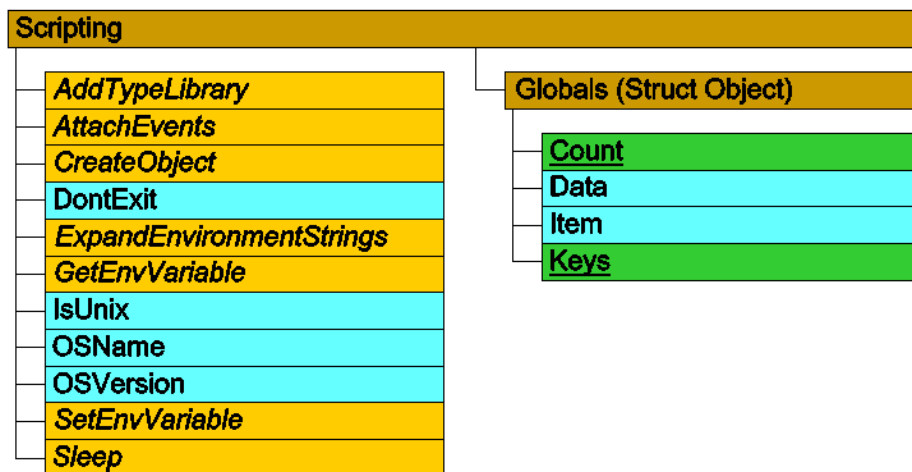 Scripting
AddTypeLibrary
AttachEvents
CreateObject
DontExit
ExpandEnvironmentStrings
GetEnvVariable
IsUnix
OSName
OSVersion
SetEnvVariable
Sleep
Globals (Struct Object)
Count
Data
Item
Keys